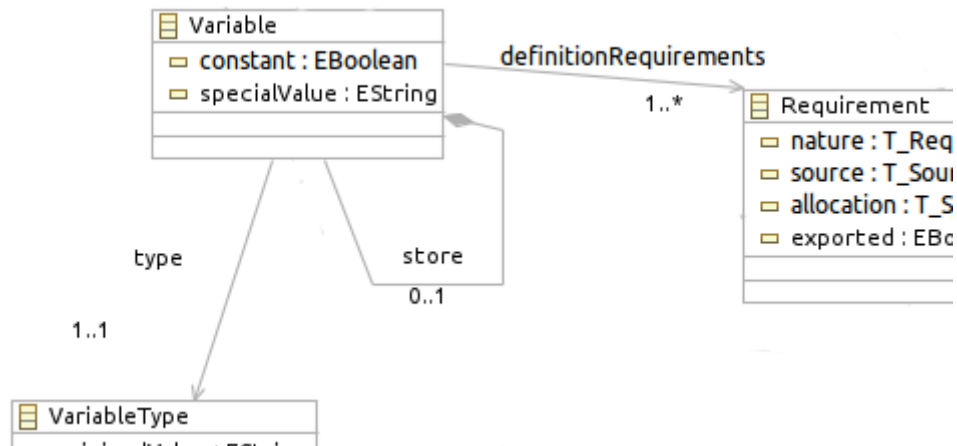 Variable
constant : EBoolean
specialValue : EString
definitionRequirements
1..*
Requirement
nature : T_Req
source : T_Sour
allocation : T_S
exported : EBo
type
store
0..1
1..1
VariableType